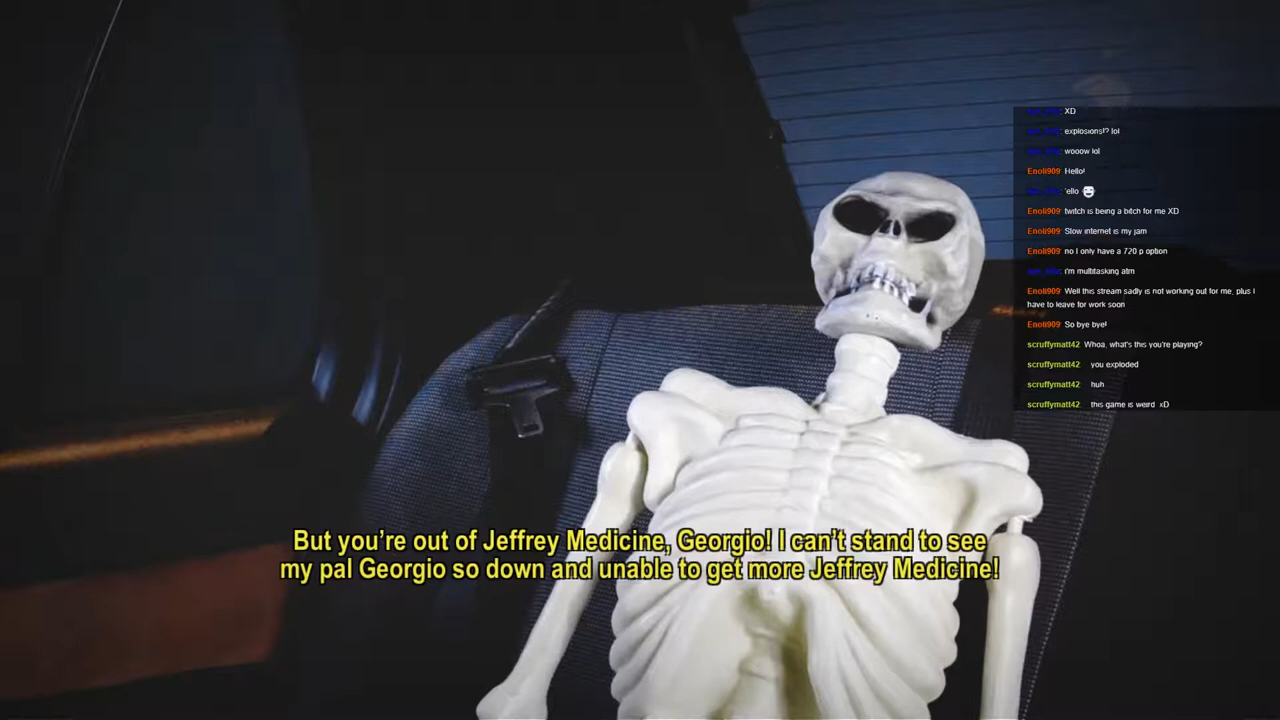 XD
explosions!? lol
wooow lol
Enoli909: Hello!
'ello
Enoli909: twitch is being a bitch for me XD
Enoli909: Slow internet is my jam
Enoli909: no I only have a 720 p option
i'm multitasking atm
Enoli909: Well this stream sadly is not working out for me, plus I
have to leave for work soon
Enoli909: So bye bye!
scruffymatt42: Whoa, what's this you're playing?
scruffymatt42: you exploded
scruffymatt42: huh
scruffymatt42: this game is weird xD
But you're out of Jeffrey Medicine, Georgio! I can't stand to see
my pal Georgio so down and unable to get more Jeffrey Medicine!